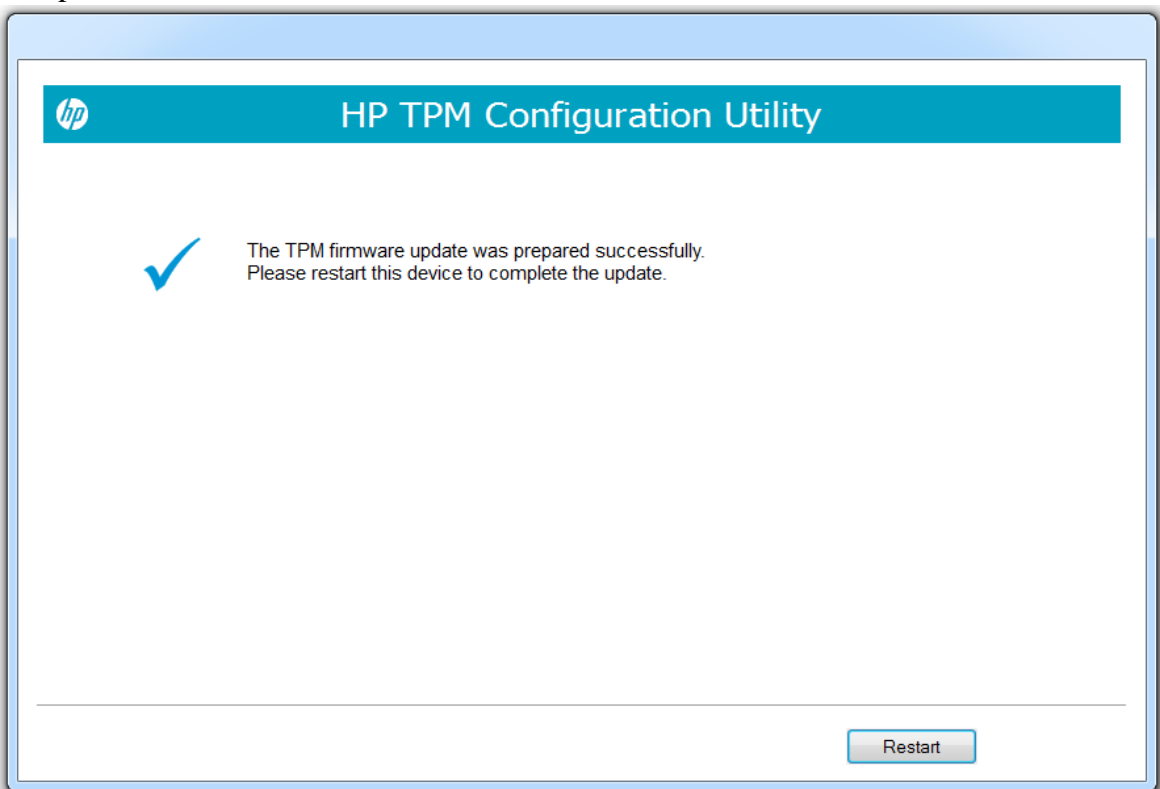 hp
HP TPM Configuration Utility
The TPM firmware update was prepared successfully.
Please restart this device to complete the update.
Restart